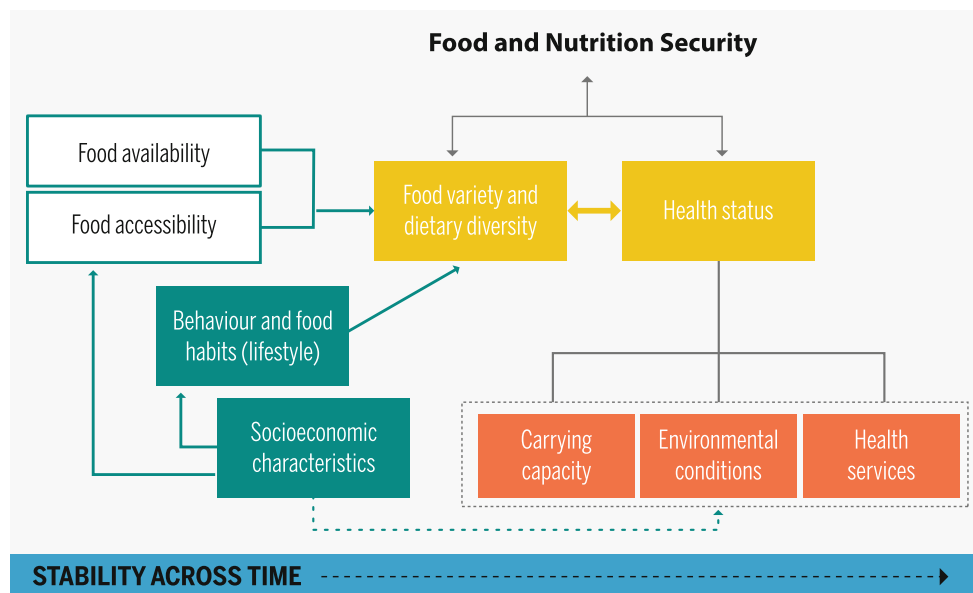 Food and Nutrition Security
Food availability
Food accessibility
Food variety and
dietary diversity
Health status
Behaviour and food
habits (lifestyle)
Socioeconomic
characteristics
Carrying
capacity
Environmental
conditions
Health
services
STABILITY ACROSS TIME